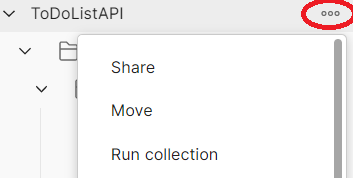 ToDoListAPI
Share
Move
Run collection